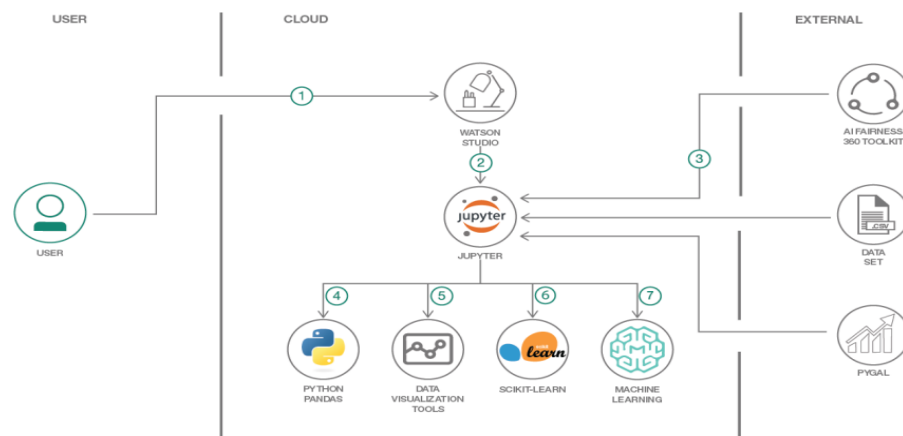 USER
CLOUD
EXTERNAL
1
WATSON
STUDIO
2
3
AI FAIRNESS
360 TOOLKIT
jupyter
USER
JUPYTER
.CSV
DATA
SET
4
5
6
7
learn
PYTHON
PANDAS
DATA
VISUALIZATION
TOOLS
SCIKIT-LEARN
MACHINE
LEARNING
PYGAL